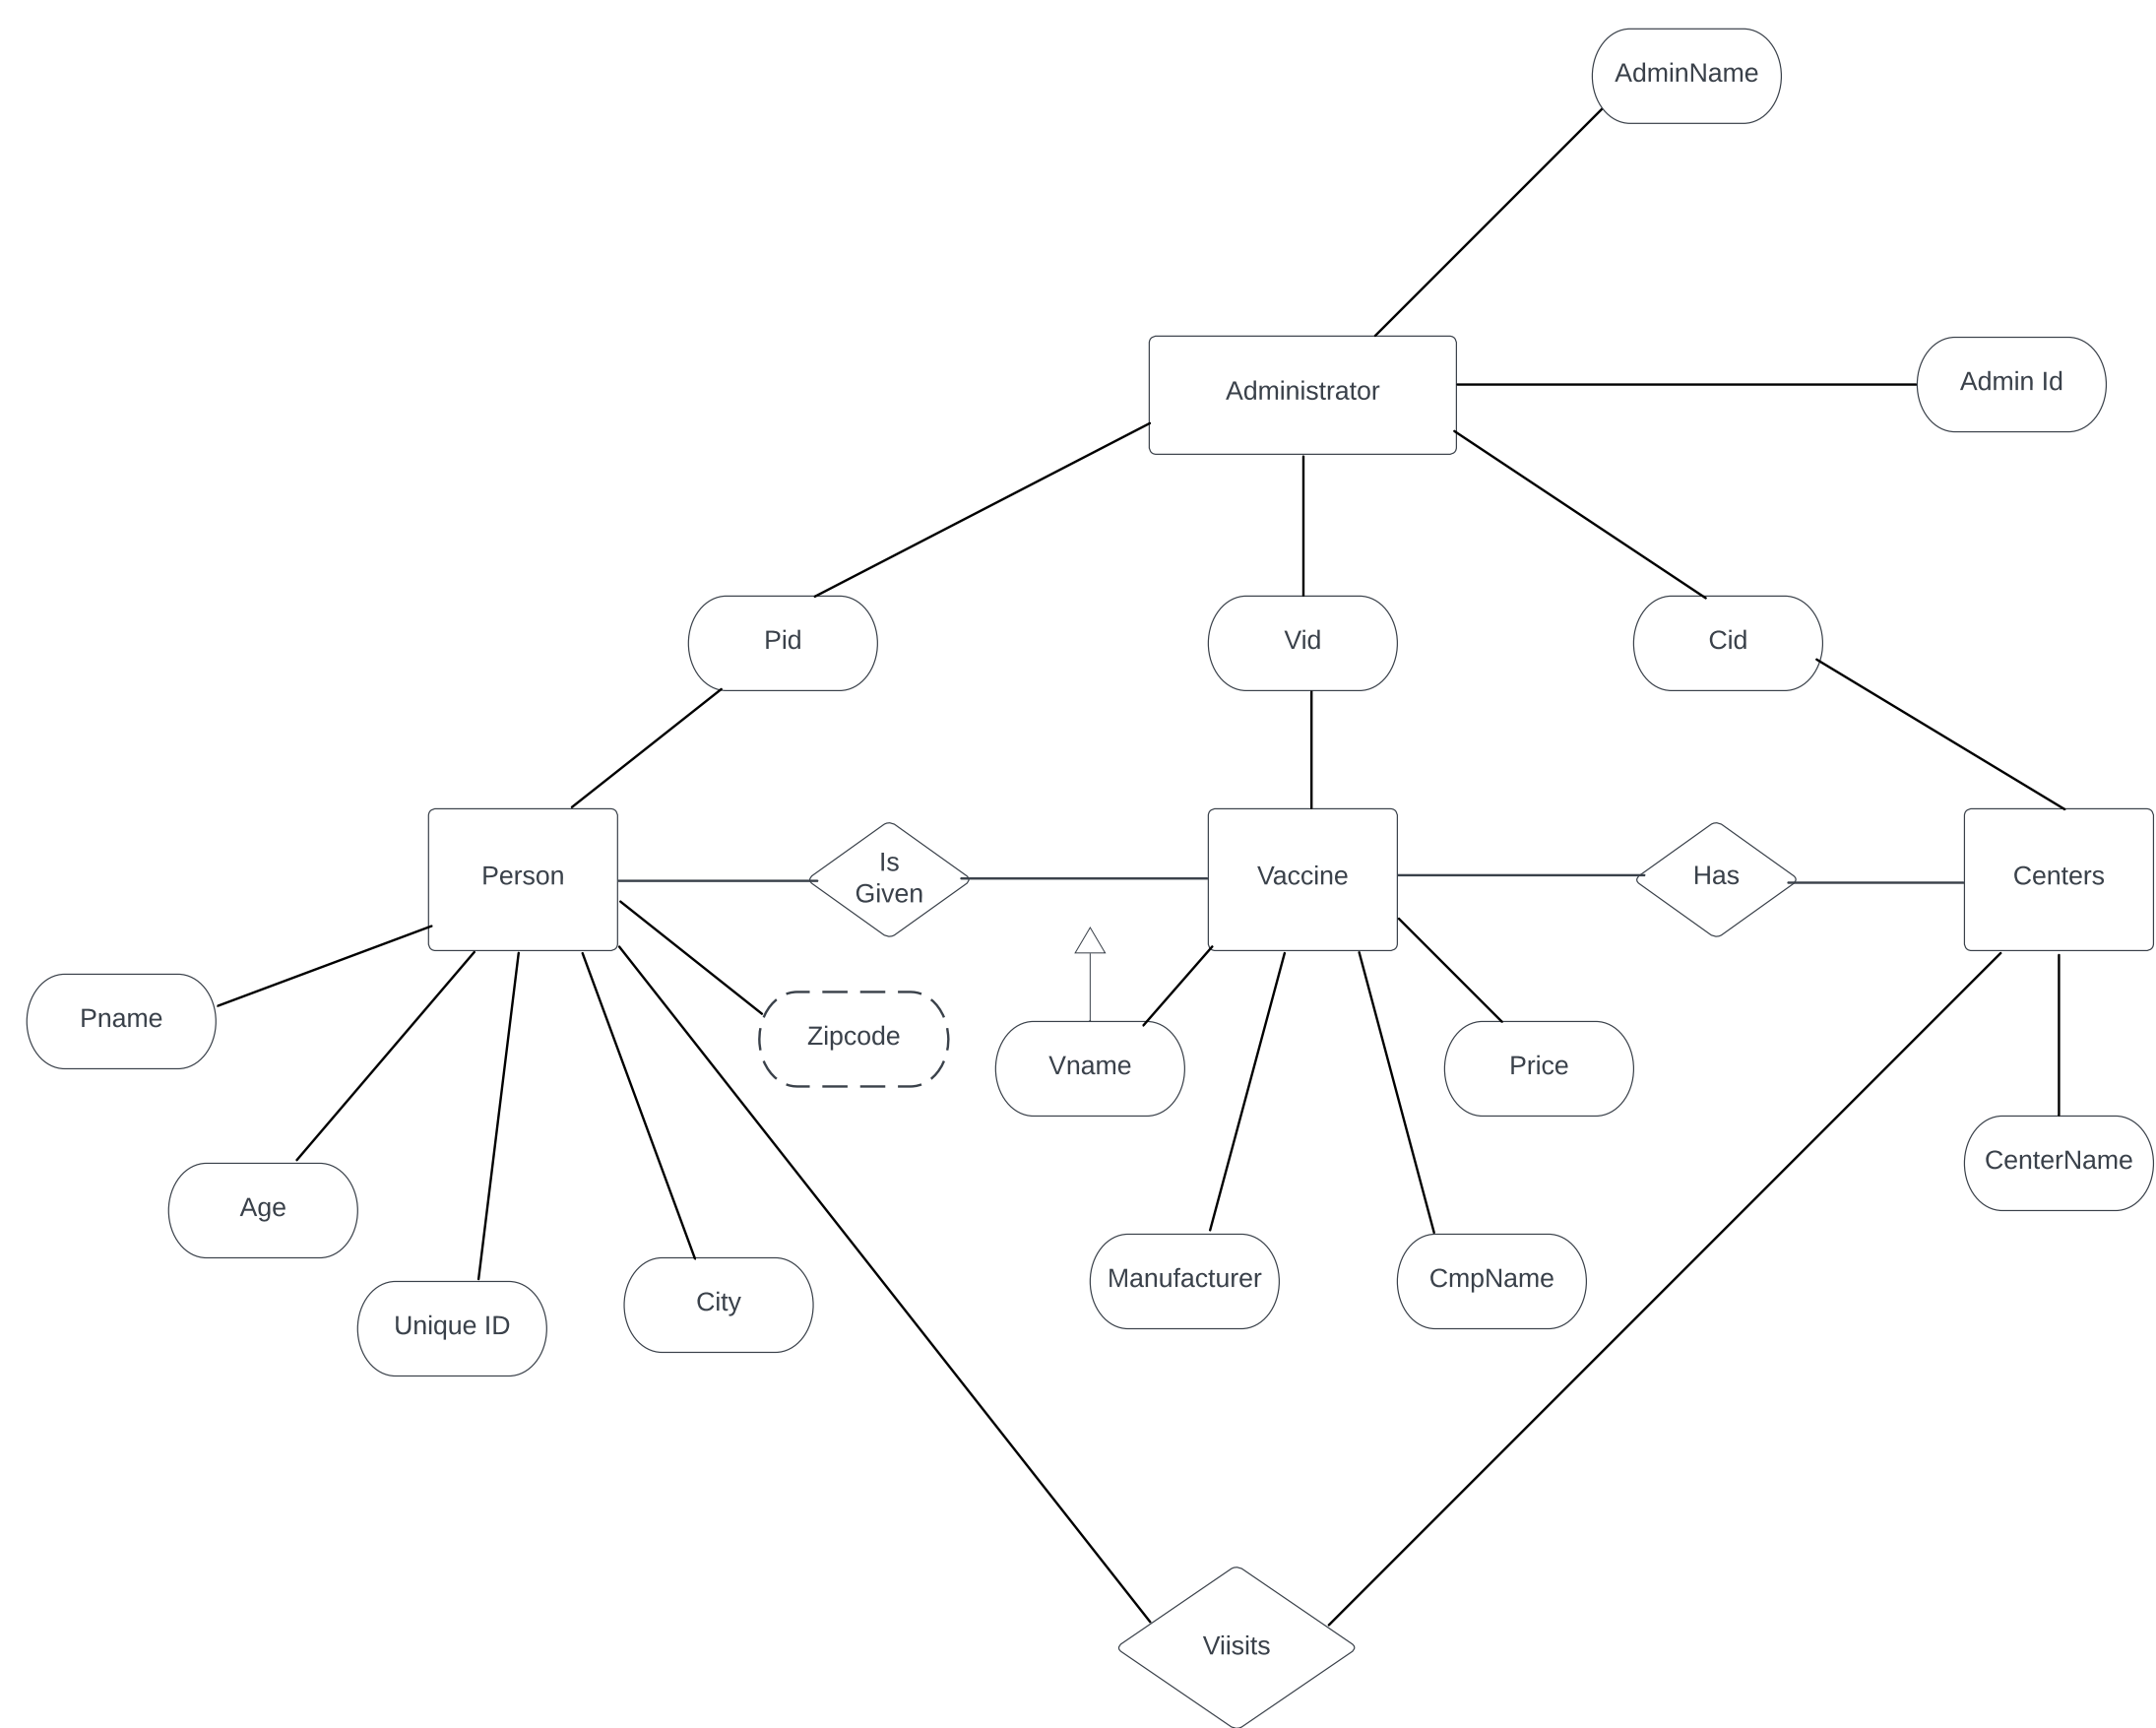 AdminName
Administrator
Admin Id
Pid
Vid
Cid
Person
Is
Given
Vaccine
Has
Centers
Pname
Zipcode
Vname
Price
CenterName
Age
Manufacturer
CmpName
Unique ID
City
Viisits